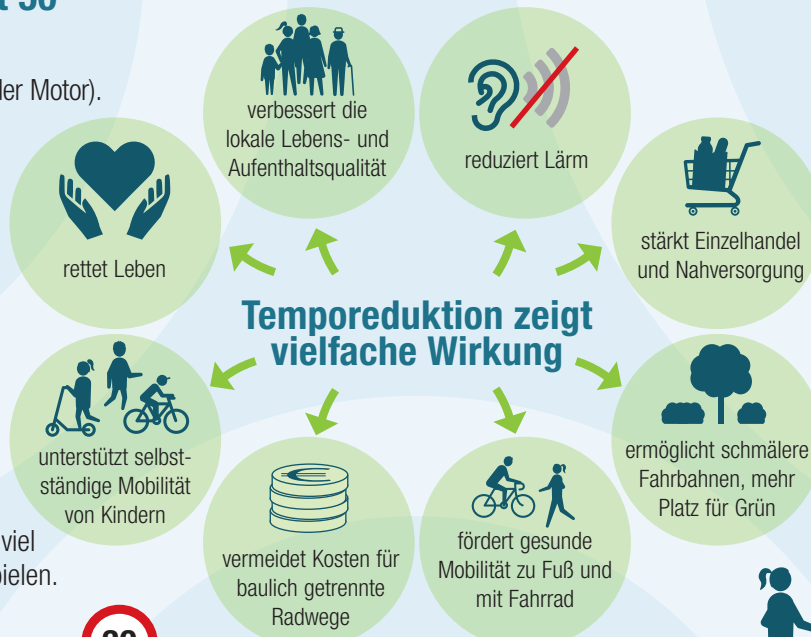 t 30
der Motor).
verbessert die
lokale Lebens- und
Aufenthaltsqualität
reduziert Lärm
rettet Leben
stärkt Einzelhandel
und Nahversorgung
Temporeduktion zeigt
vielfache Wirkung
unterstützt selbst-
ständige Mobilität
von Kindern
ermöglicht schmälere
Fahrbahnen, mehr
Platz für Grün
vermeidet Kosten für
baulich getrennte
Radwege
fördert gesunde
Mobilität zu Fuß und
mit Fahrrad
viel